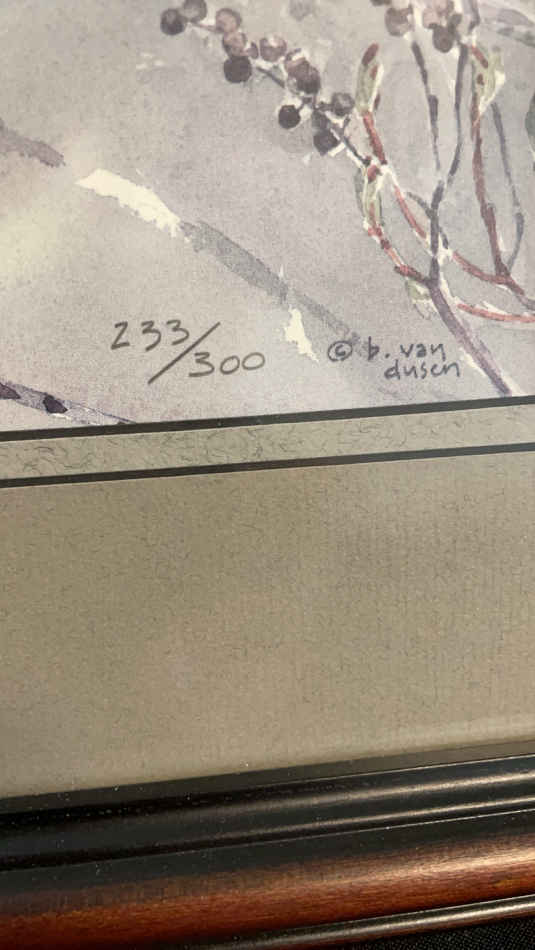 233/300
© b. van
dusen